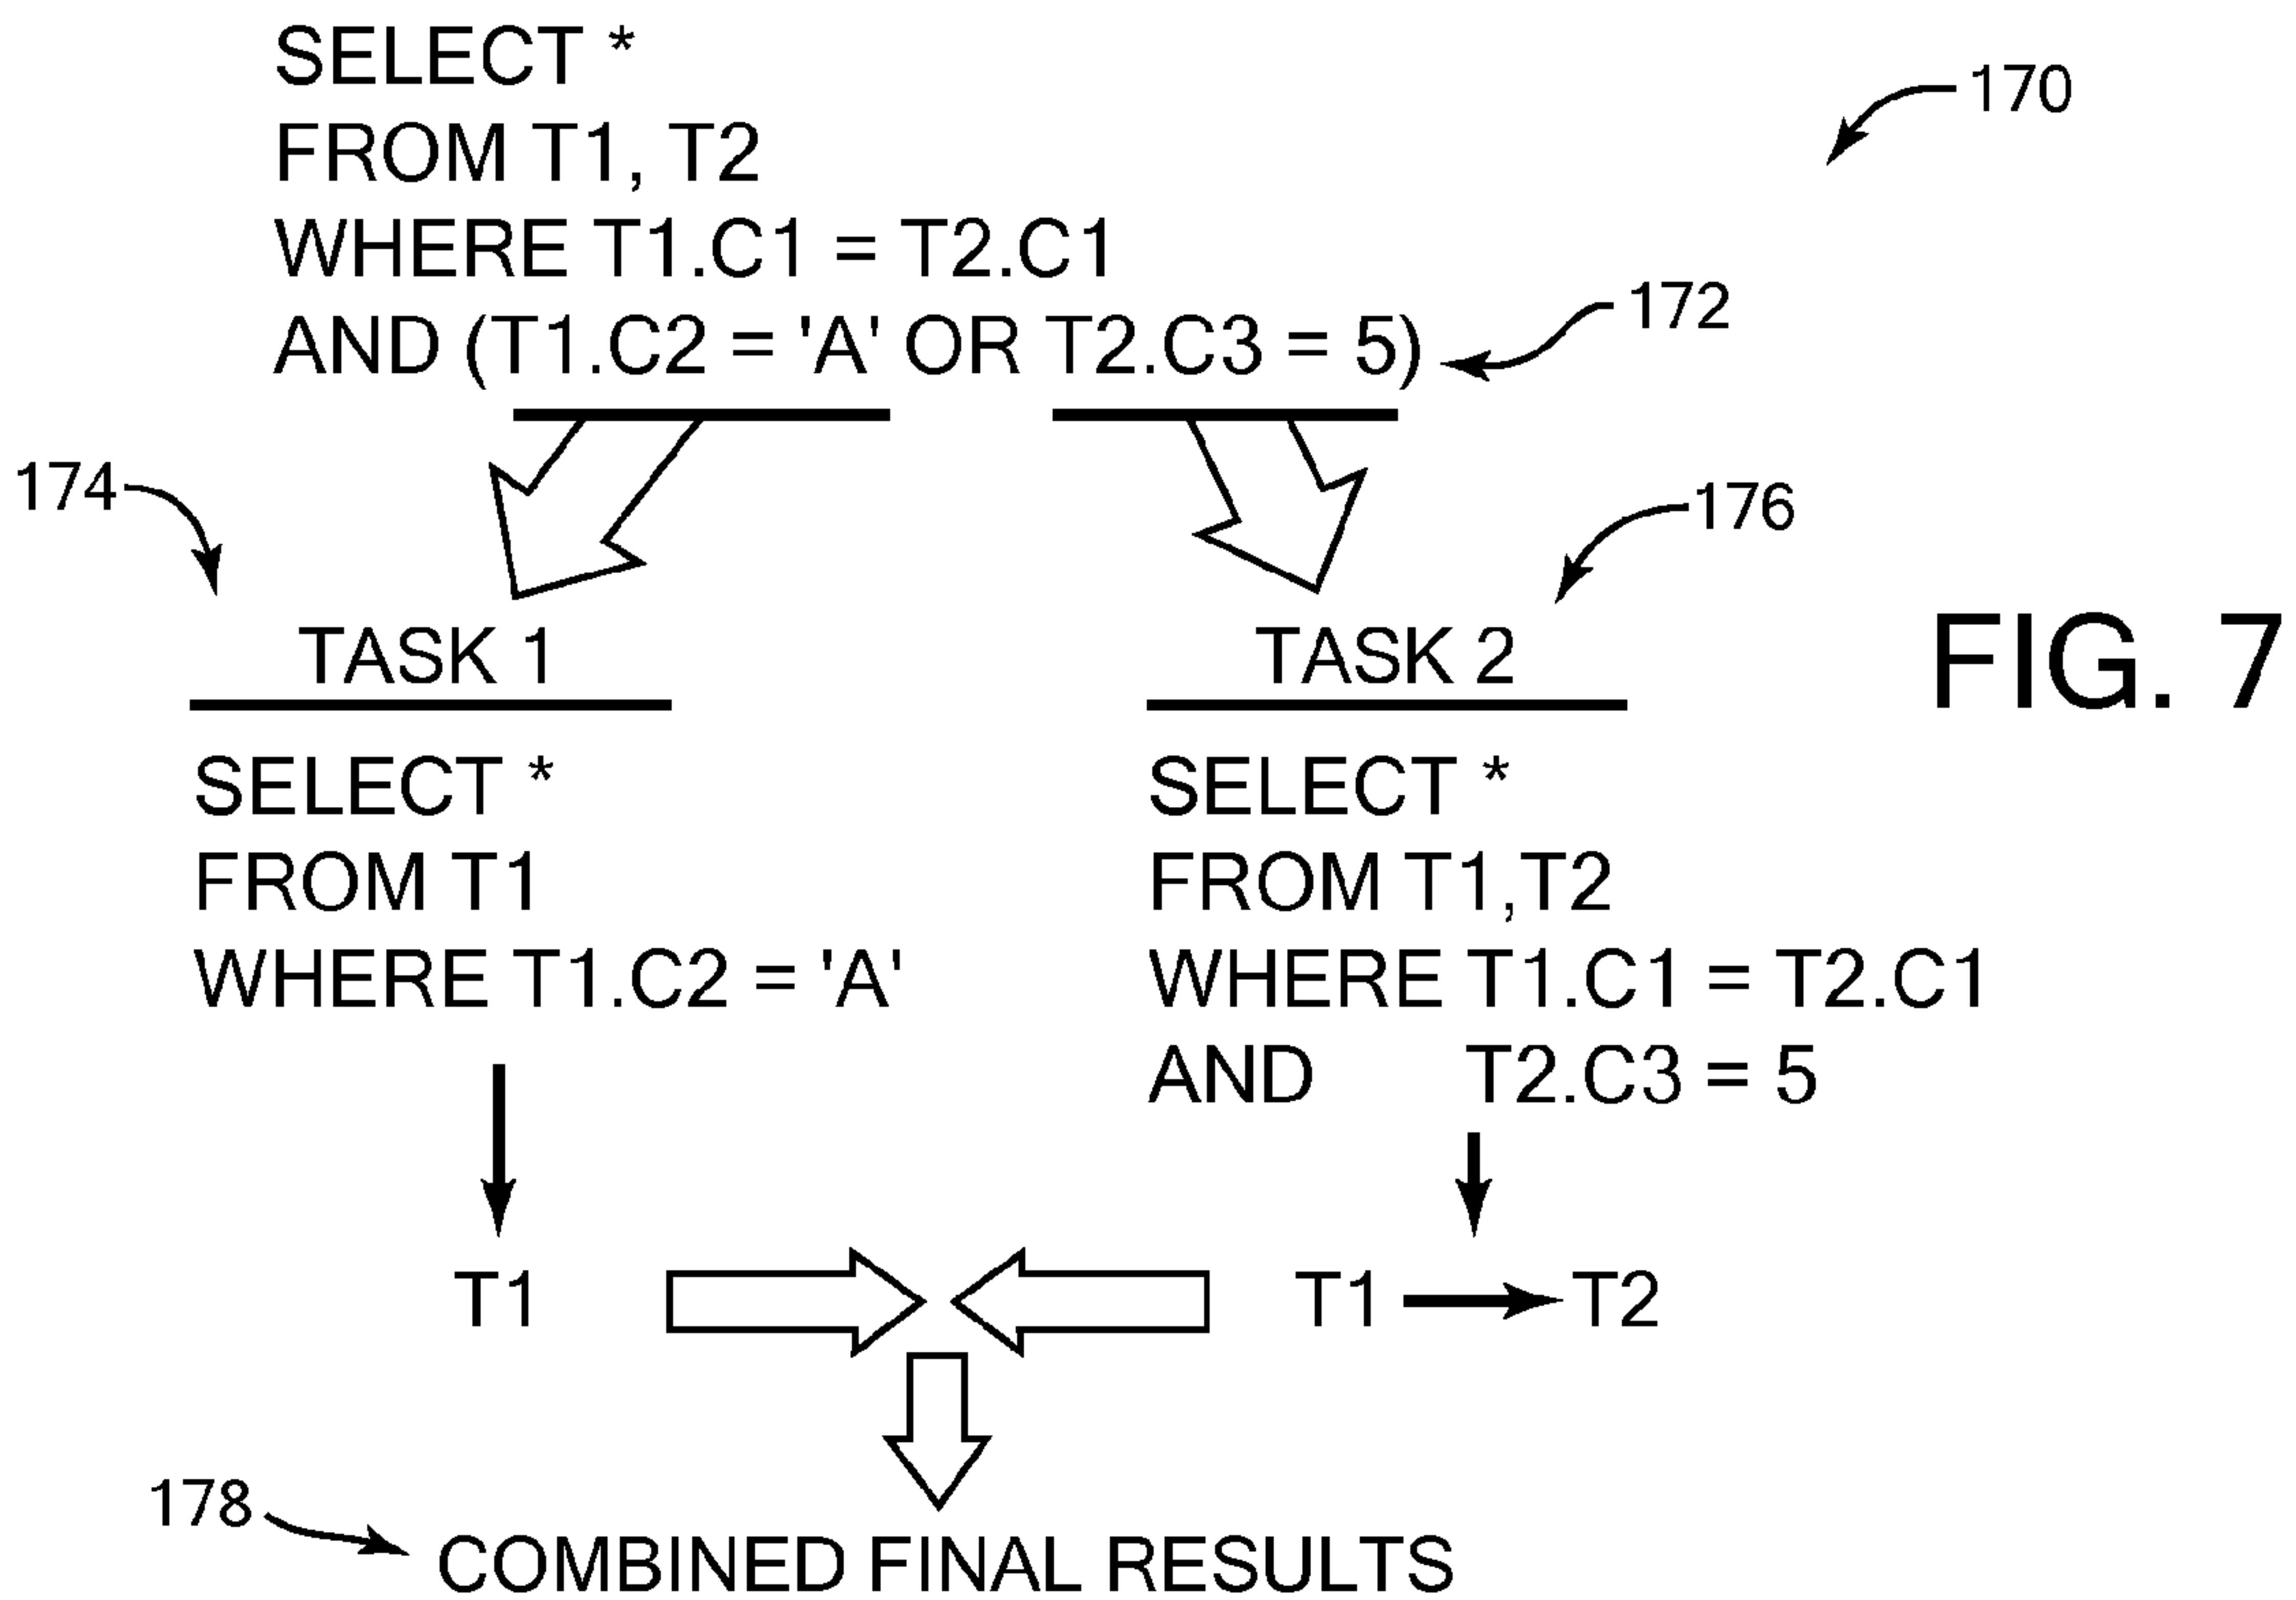 SELECT *
FROM T1, T2
WHERE T1.C1 = T2.C1
AND (T1.C2 = 'A' OR T2.C3 = 5)
170
172
174
176
TASK 1
SELECT *
FROM T1
WHERE T1.C2 = 'A'
TASK 2
SELECT *
FROM T1,T2
WHERE T1.C1 = T2.C1
AND T2.C3 = 5
FIG. 7
T1
T1 T2
178
COMBINED FINAL RESULTS